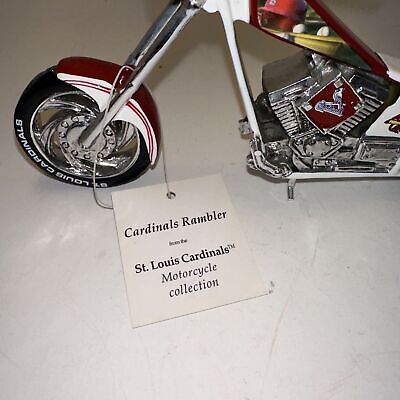 ST. LOUIS CARDINALS
Cardinals Rambler
from the
St. Louis Cardinals™
Motorcycle
collection